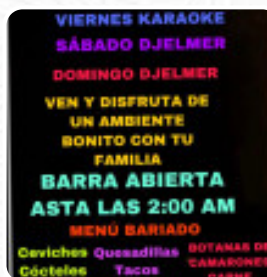 VIERNES KARAOKE
SÁBADO DJELMER
DOMINGO DJELMER
VEN Y DISFRUTA DE
UN AMBIENTE
BONITO CON TU
FAMILIA
BARRA ABIERTA
ASTA LAS 2:00 AM
MENÚ BARIADO
Ceviches Quesadillas BOTANAS DE
Cócteles Tacos CAMARONES
CARNE